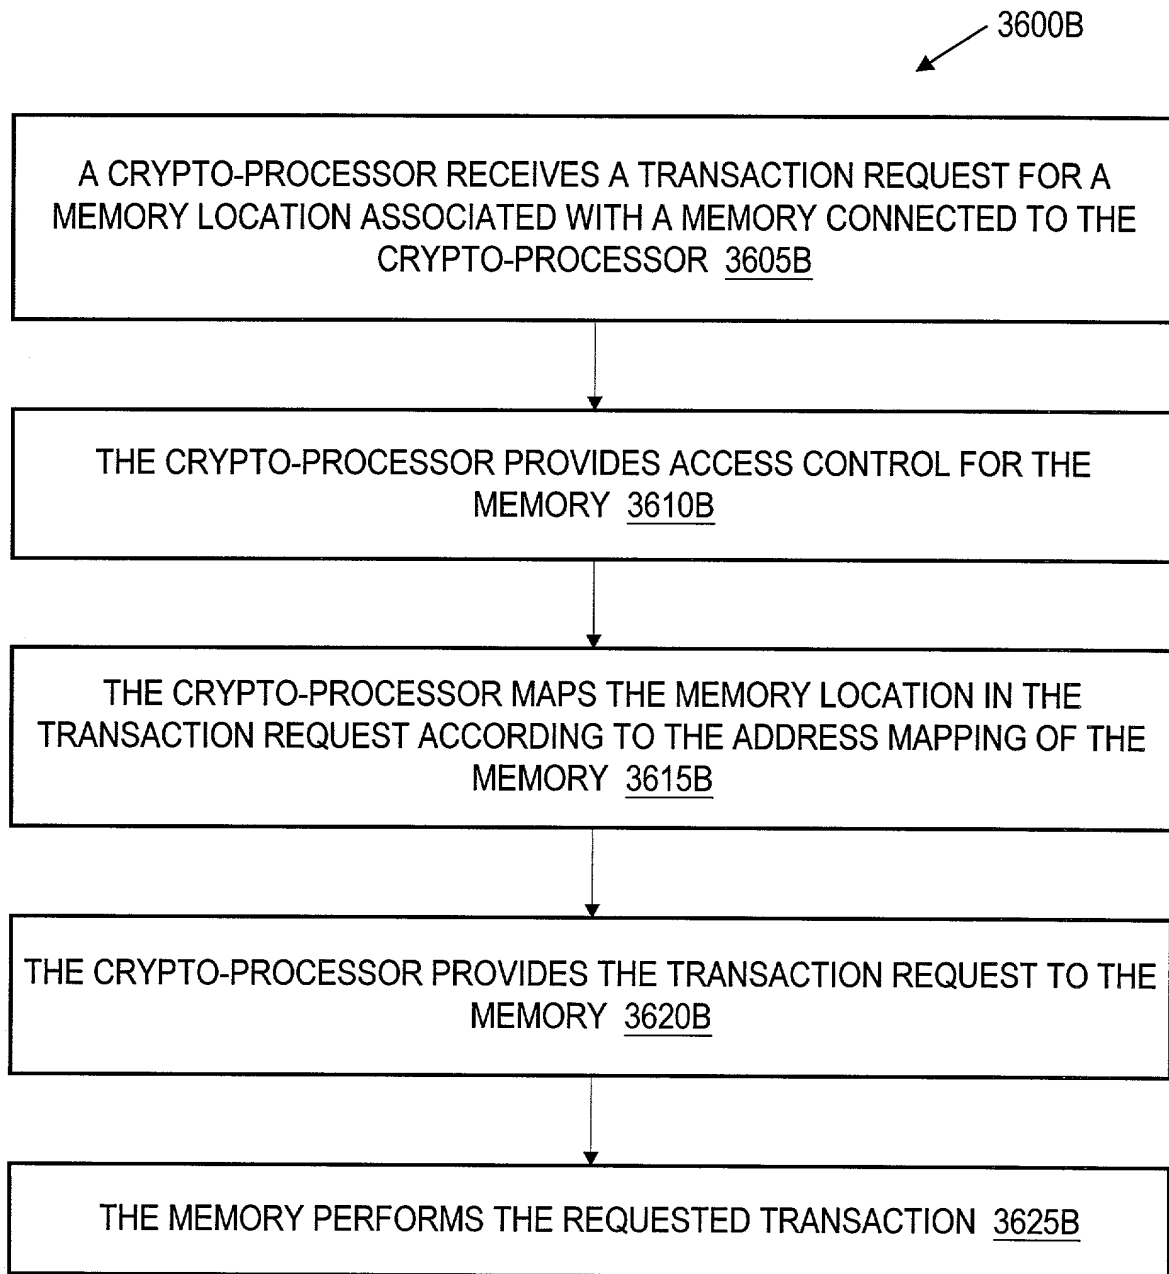 3600B
A CRYPTO-PROCESSOR RECEIVES A TRANSACTION REQUEST FOR A
MEMORY LOCATION ASSOCIATED WITH A MEMORY CONNECTED TO THE
CRYPTO-PROCESSOR 3605B
THE CRYPTO-PROCESSOR PROVIDES ACCESS CONTROL FOR THE
MEMORY 3610B
THE CRYPTO-PROCESSOR MAPS THE MEMORY LOCATION IN THE
TRANSACTION REQUEST ACCORDING TO THE ADDRESS MAPPING OF THE
MEMORY 3615B
THE CRYPTO-PROCESSOR PROVIDES THE TRANSACTION REQUEST TO THE
MEMORY 3620B
THE MEMORY PERFORMS THE REQUESTED TRANSACTION 3625B